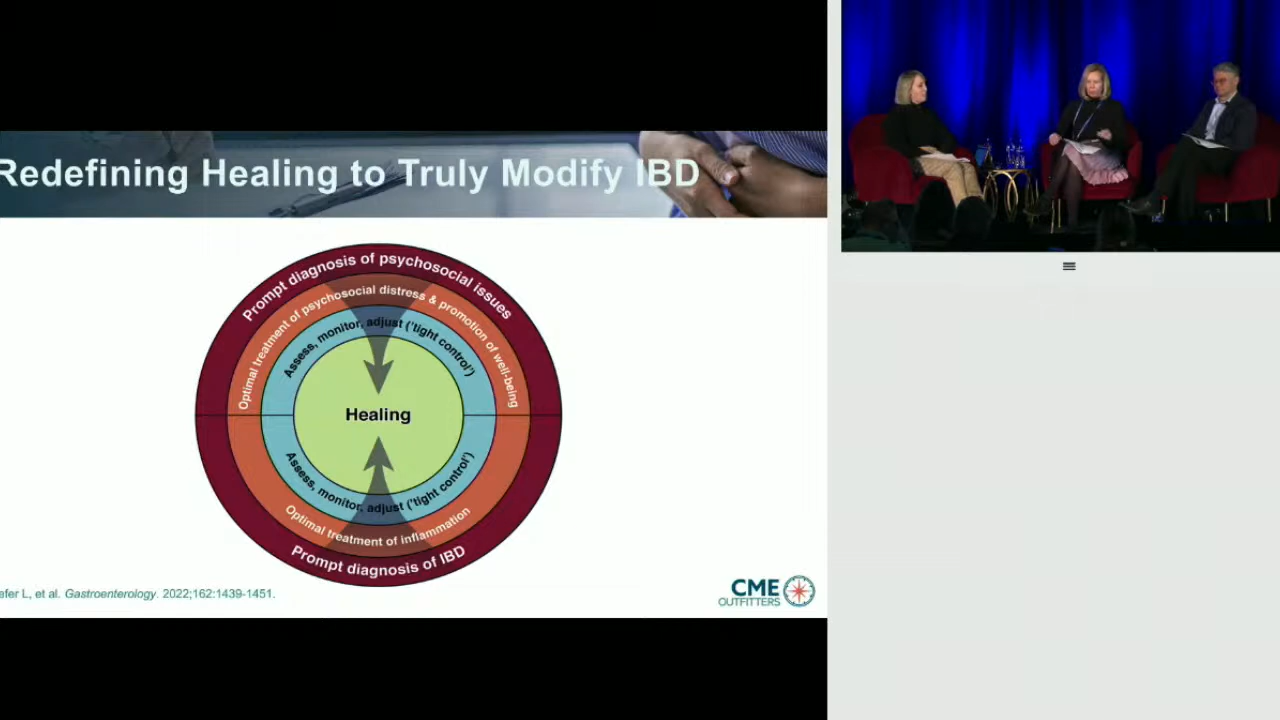 Redefining Healing to Truly Modify IBD
Prompt diagnosis of psychosocial issues
Optimal treatment of psychosocial distress & promotion of well-being
Assess, monitor, adjust ('tight control')
Healing
Assess, monitor, adjust ('tight control')
Optimal treatment of inflammation
Prompt diagnosis of IBD
efer L, et al. Gastroenterology. 2022;162:1439-1451.
CME
OUTFITTERS